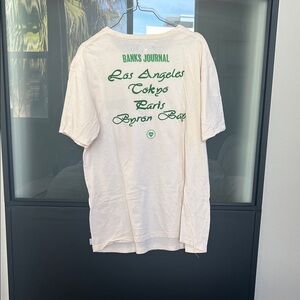 BANKS JOURNAL
Los Angeles
Tokyo
Paris
Byron Bay